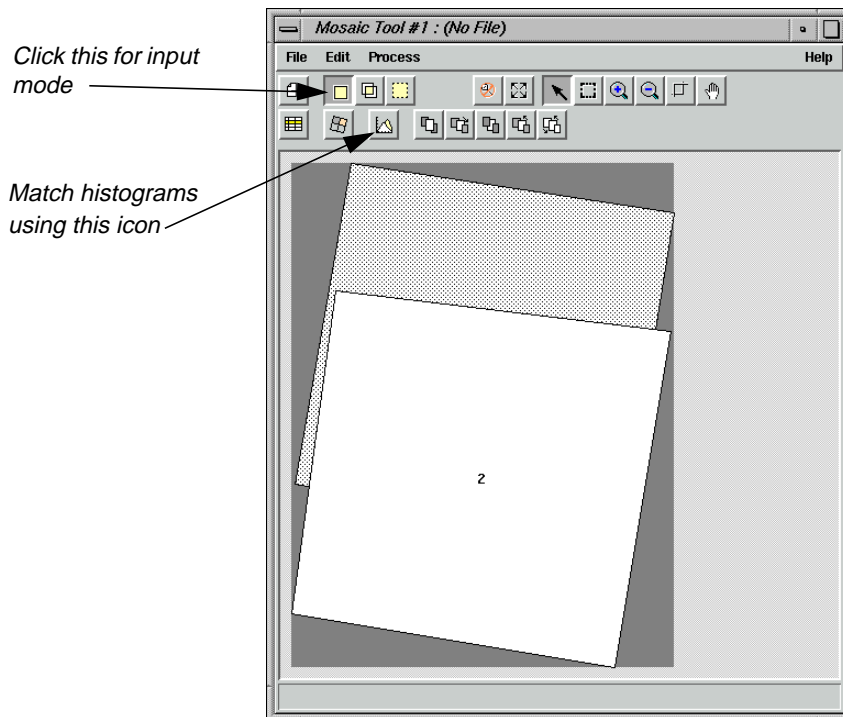 Mosaic Tool #1 : (No File)
File Edit Process Help
Click this for input
mode
Match histograms
using this icon
2